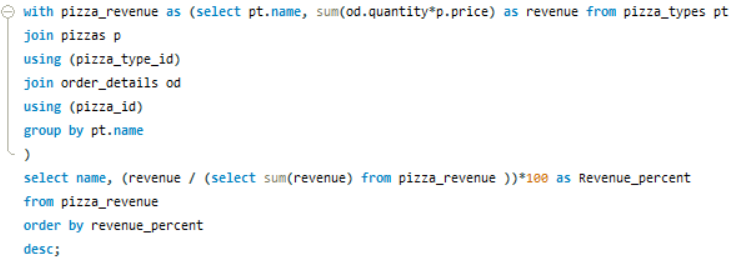 with pizza_revenue as (select pt.name, sum(od.quantity*p.price) as revenue from pizza_types pt
join pizzas p
using (pizza_type_id)
join order_details od
using (pizza_id)
group by pt.name
)
select name, (revenue / (select sum(revenue) from pizza_revenue ))*100 as Revenue_percent
from pizza_revenue
order by revenue_percent
desc;